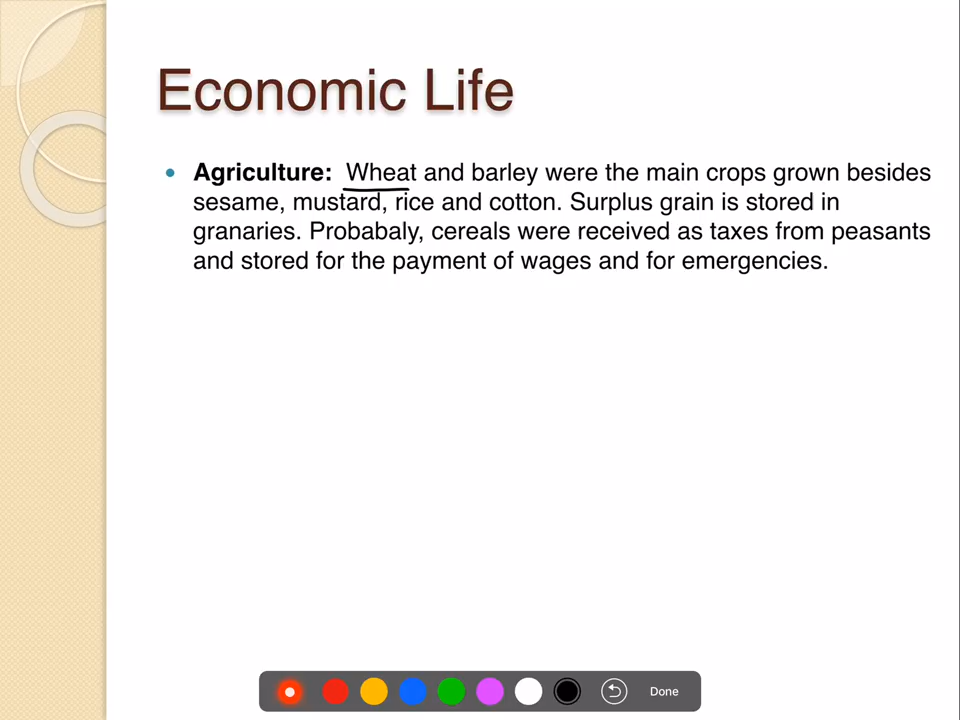 Economic Life
• Agriculture: Wheat and barley were the main crops grown besides
sesame, mustard, rice and cotton. Surplus grain is stored in
granaries. Probabaly, cereals were received as taxes from peasants
and stored for the payment of wages and for emergencies.
Done